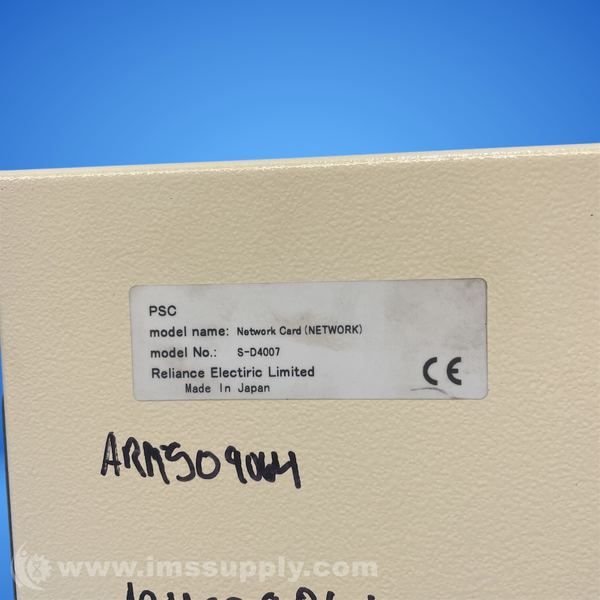 PSC
model name: Network Card (NETWORK)
model No.: S-D4007
Reliance Electiric Limited
Made In Japan
CE
www.imssupply.com